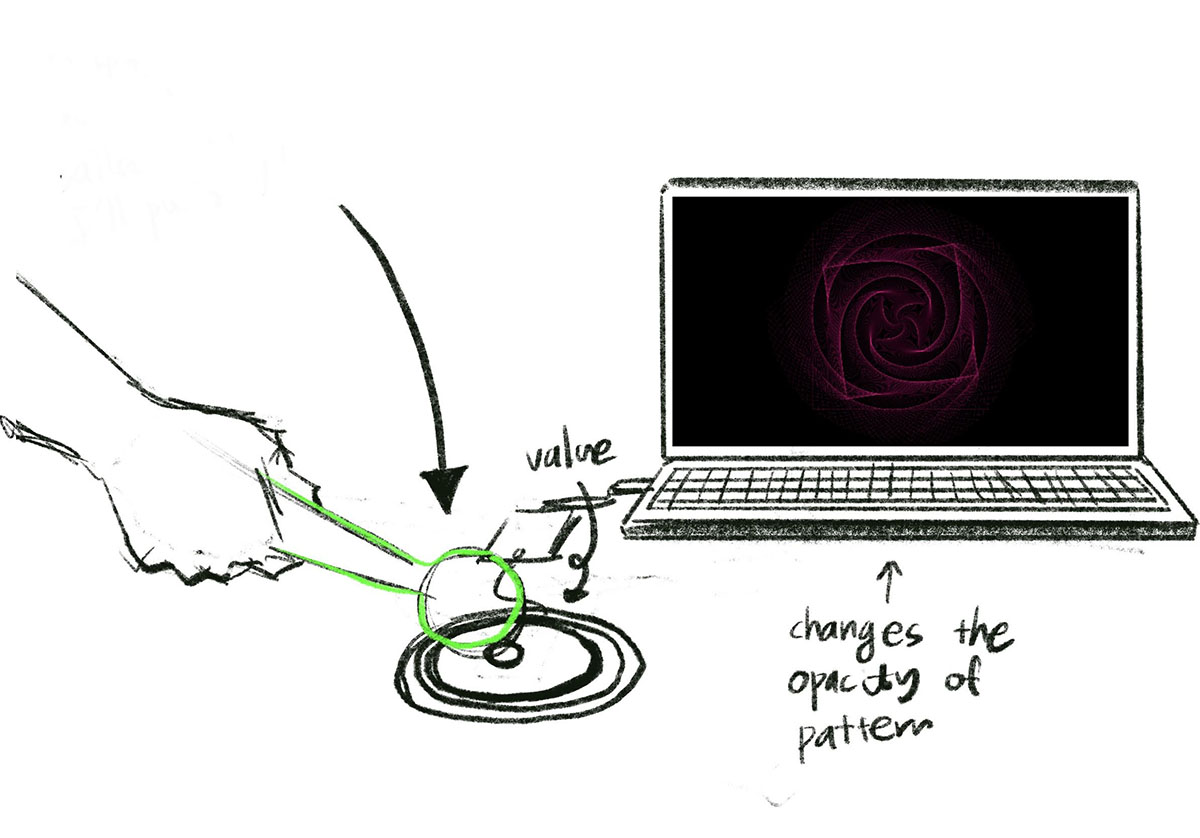 value
changes the
opacity of
pattern